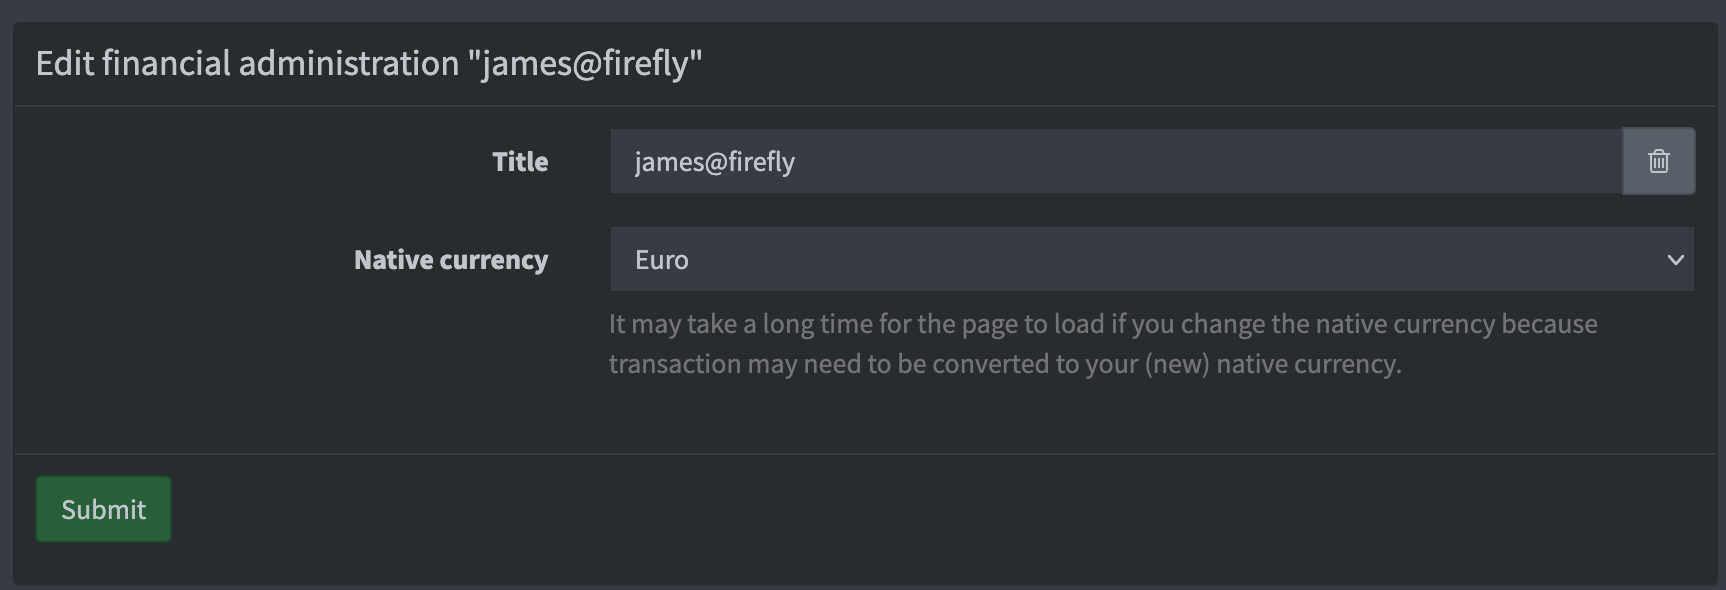 Edit financial administration "james@firefly"
Title
james@firefly
Native currency
Euro
It may take a long time for the page to load if you change the native currency because
transaction may need to be converted to your (new) native currency.
Submit